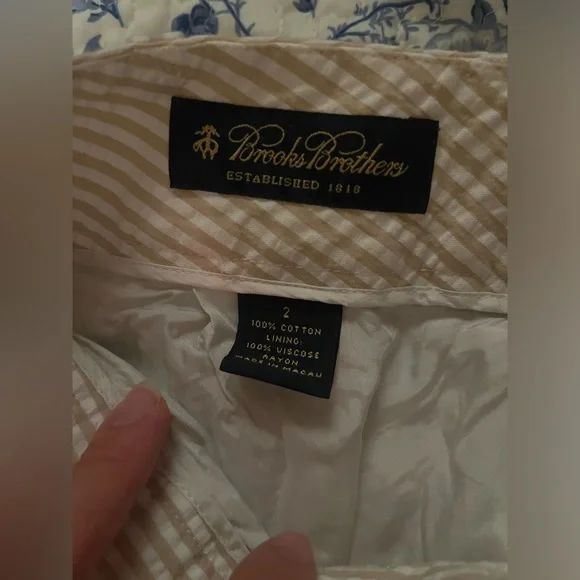 Brooks Brothers
ESTABLISHED 1818
2
100% COTTON
LINING:
100% VISCOSE
RAYON
MADE IN MACAU